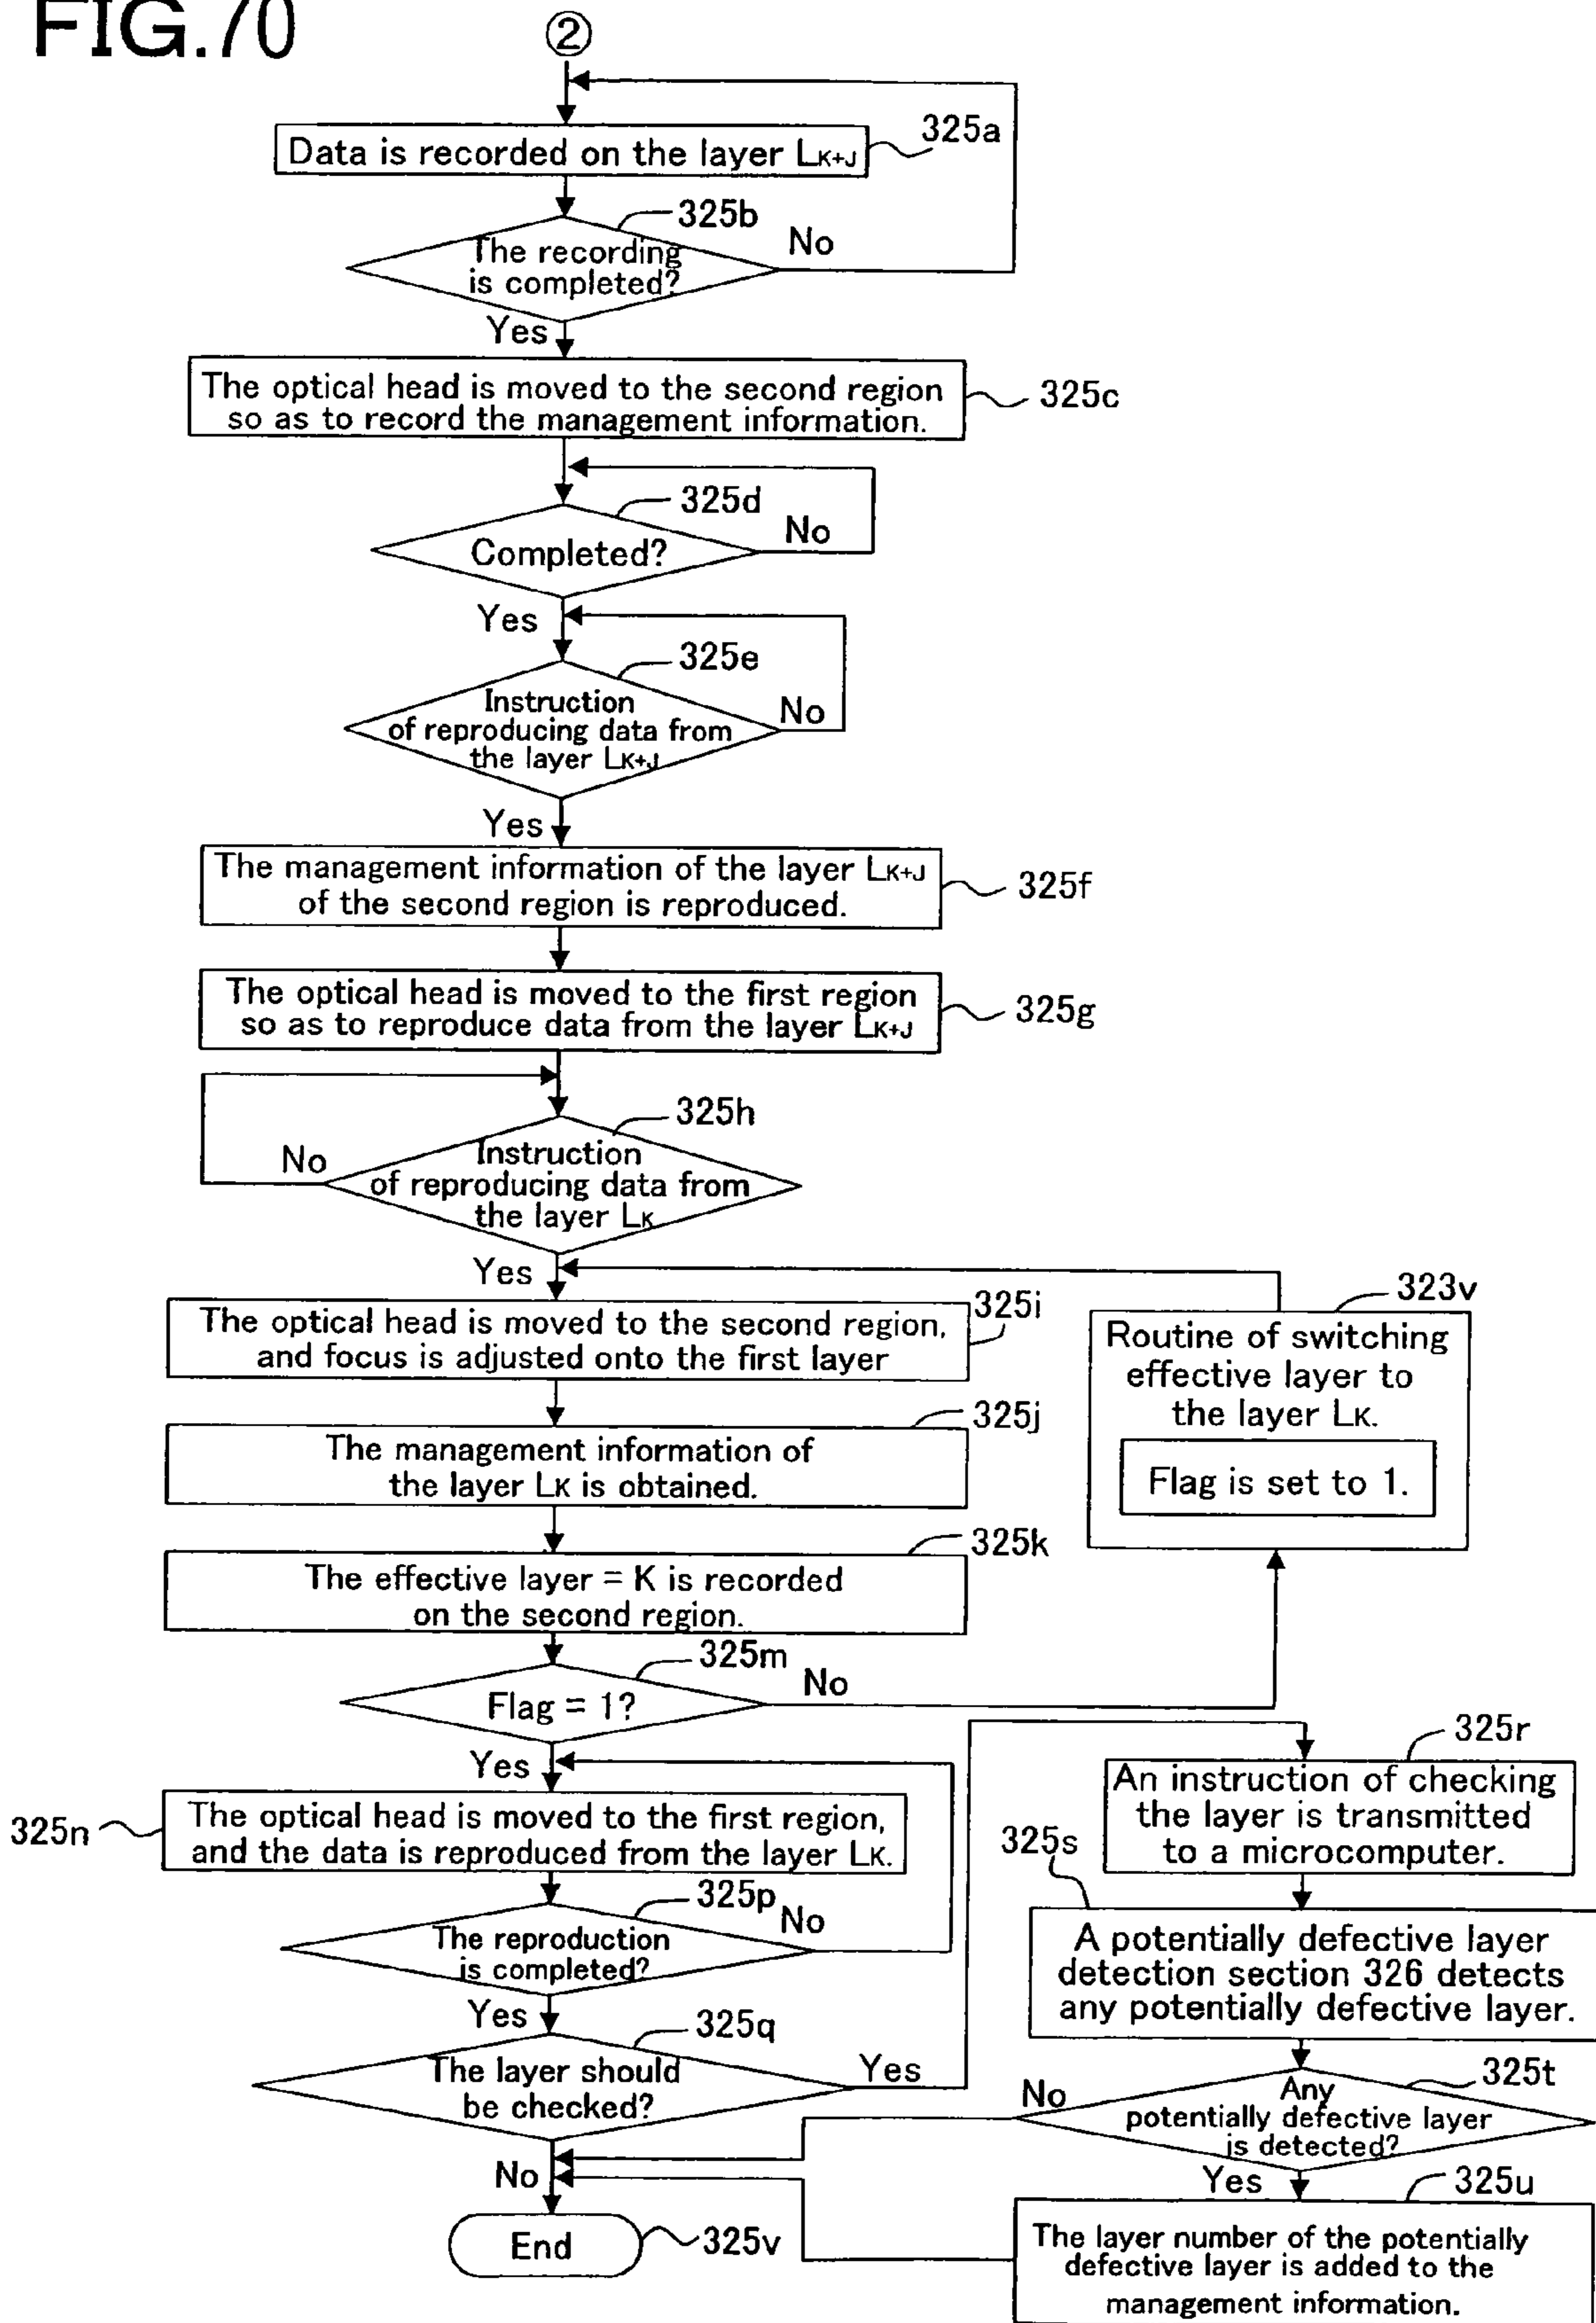 FIG.70
②
Data is recorded on the layer LK+J
325a
325b
The recording
is completed?
No
Yes
The optical head is moved to the second region
so as to record the management information.
325c
325d
Completed?
No
Yes
325e
Instruction
of reproducing data from
the layer LK+J
No
Yes
The management information of the layer LK+J
of the second region is reproduced.
325f
The optical head is moved to the first region
so as to reproduce data from the layer LK+J
325g
325h
Instruction
of reproducing data from
the layer LK
No
Yes
325i
The optical head is moved to the second region,
and focus is adjusted onto the first layer
323v
Routine of switching
effective layer to
the layer LK.
Flag is set to 1.
325j
The management information of
the layer LK is obtained.
325k
The effective layer = K is recorded
on the second region.
325m
Flag = 1?
No
Yes
325n
The optical head is moved to the first region,
and the data is reproduced from the layer LK.
325p
The reproduction
is completed?
No
Yes
325q
The layer should
be checked?
Yes
No
End
325v
325r
An instruction of checking
the layer is transmitted
to a microcomputer.
325s
A potentially defective layer
detection section 326 detects
any potentially defective layer.
325t
Any
potentially defective layer
is detected?
No
Yes
325u
The layer number of the potentially
defective layer is added to the
management information.